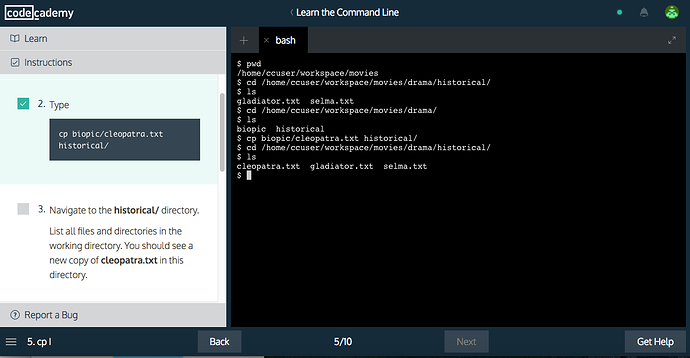 codecademy
Learn the Command Line
Learn
Instructions
2. Type
cp biopic/cleopatra.txt
historical/
3. Navigate to the historical/ directory.
List all files and directories in the
working directory. You should see a
new copy of cleopatra.txt in this
directory.
Report a Bug
+ × bash
$ pwd
/home/ccuser/workspace/movies
$ cd /home/ccuser/workspace/movies/drama/historical/
$ ls
gladiator.txt  selma.txt
$ cd /home/ccuser/workspace/movies/drama/
$ ls
biopic  historical
$ cp biopic/cleopatra.txt historical/
$ cd /home/ccuser/workspace/movies/drama/historical/
$ ls
cleopatra.txt  gladiator.txt  selma.txt
$
5. cp I
Back
5/10
Next
Get Help